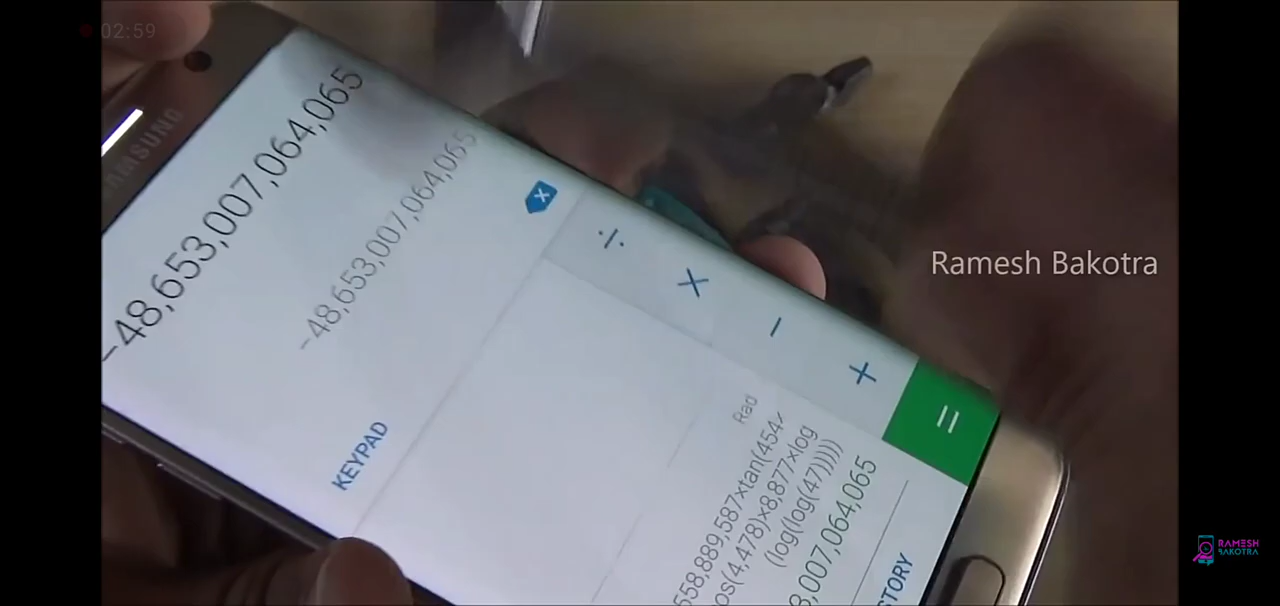 02:59
SAMSUNG
-48,653,007,064,065
-48,653,007,064,065
÷
×
-
+
=
KEYPAD
Rad
558,889,587×tan(454×
os(4,478)×8,877×log
(log(log(47)))))
3,007,064,065
STORY
Ramesh Bakotra
RAMESH
BAKOTRA